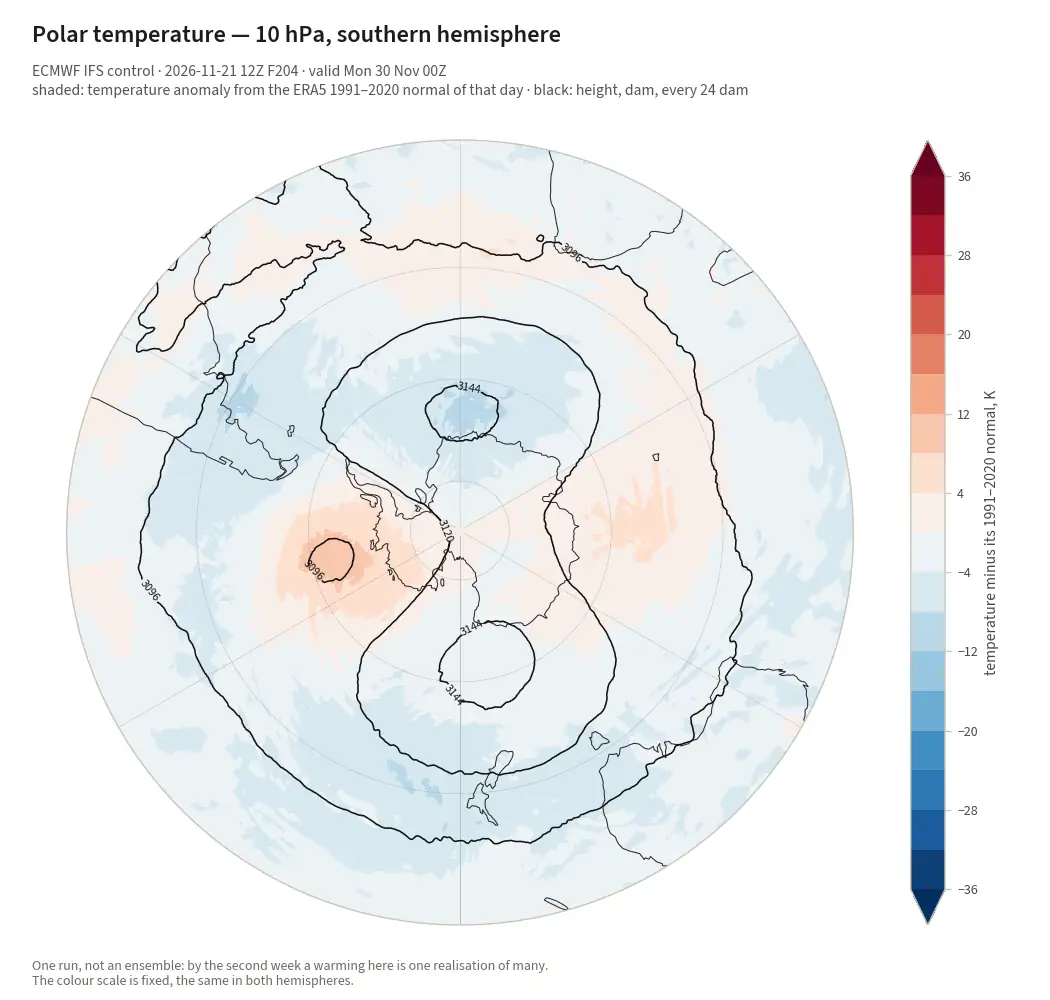 Polar temperature — 10 hPa, southern hemisphere
ECMWF IFS control · 2026-11-21 12Z F204 · valid Mon 30 Nov 00Z
shaded: temperature anomaly from the ERA5 1991–2020 normal of that day · black: height, dam, every 24 dam
36
28
20
12
4
−4
−12
−20
−28
−36
temperature minus its 1991–2020 normal, K
3096
3144
3120
3096
3096
3144
3144
One run, not an ensemble: by the second week a warming here is one realisation of many.
The colour scale is fixed, the same in both hemispheres.